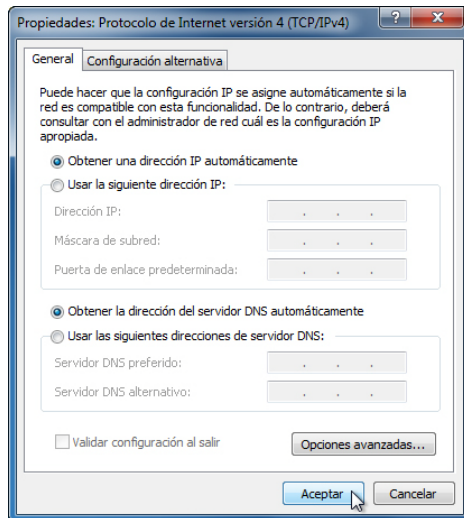 Propiedades: Protocolo de Internet versión 4 (TCP/IPv4)
General
Configuración alternativa
Puede hacer que la configuración IP se asigne automáticamente si la
red es compatible con esta funcionalidad. De lo contrario, deberá
consultar con el administrador de red cuál es la configuración IP
apropiada.
Obtener una dirección IP automáticamente
Usar la siguiente dirección IP:
Dirección IP:
Máscara de subred:
Puerta de enlace predeterminada:
Obtener la dirección del servidor DNS automáticamente
Usar las siguientes direcciones de servidor DNS:
Servidor DNS preferido:
Servidor DNS alternativo:
Validar configuración al salir
Opciones avanzadas...
Aceptar
Cancelar